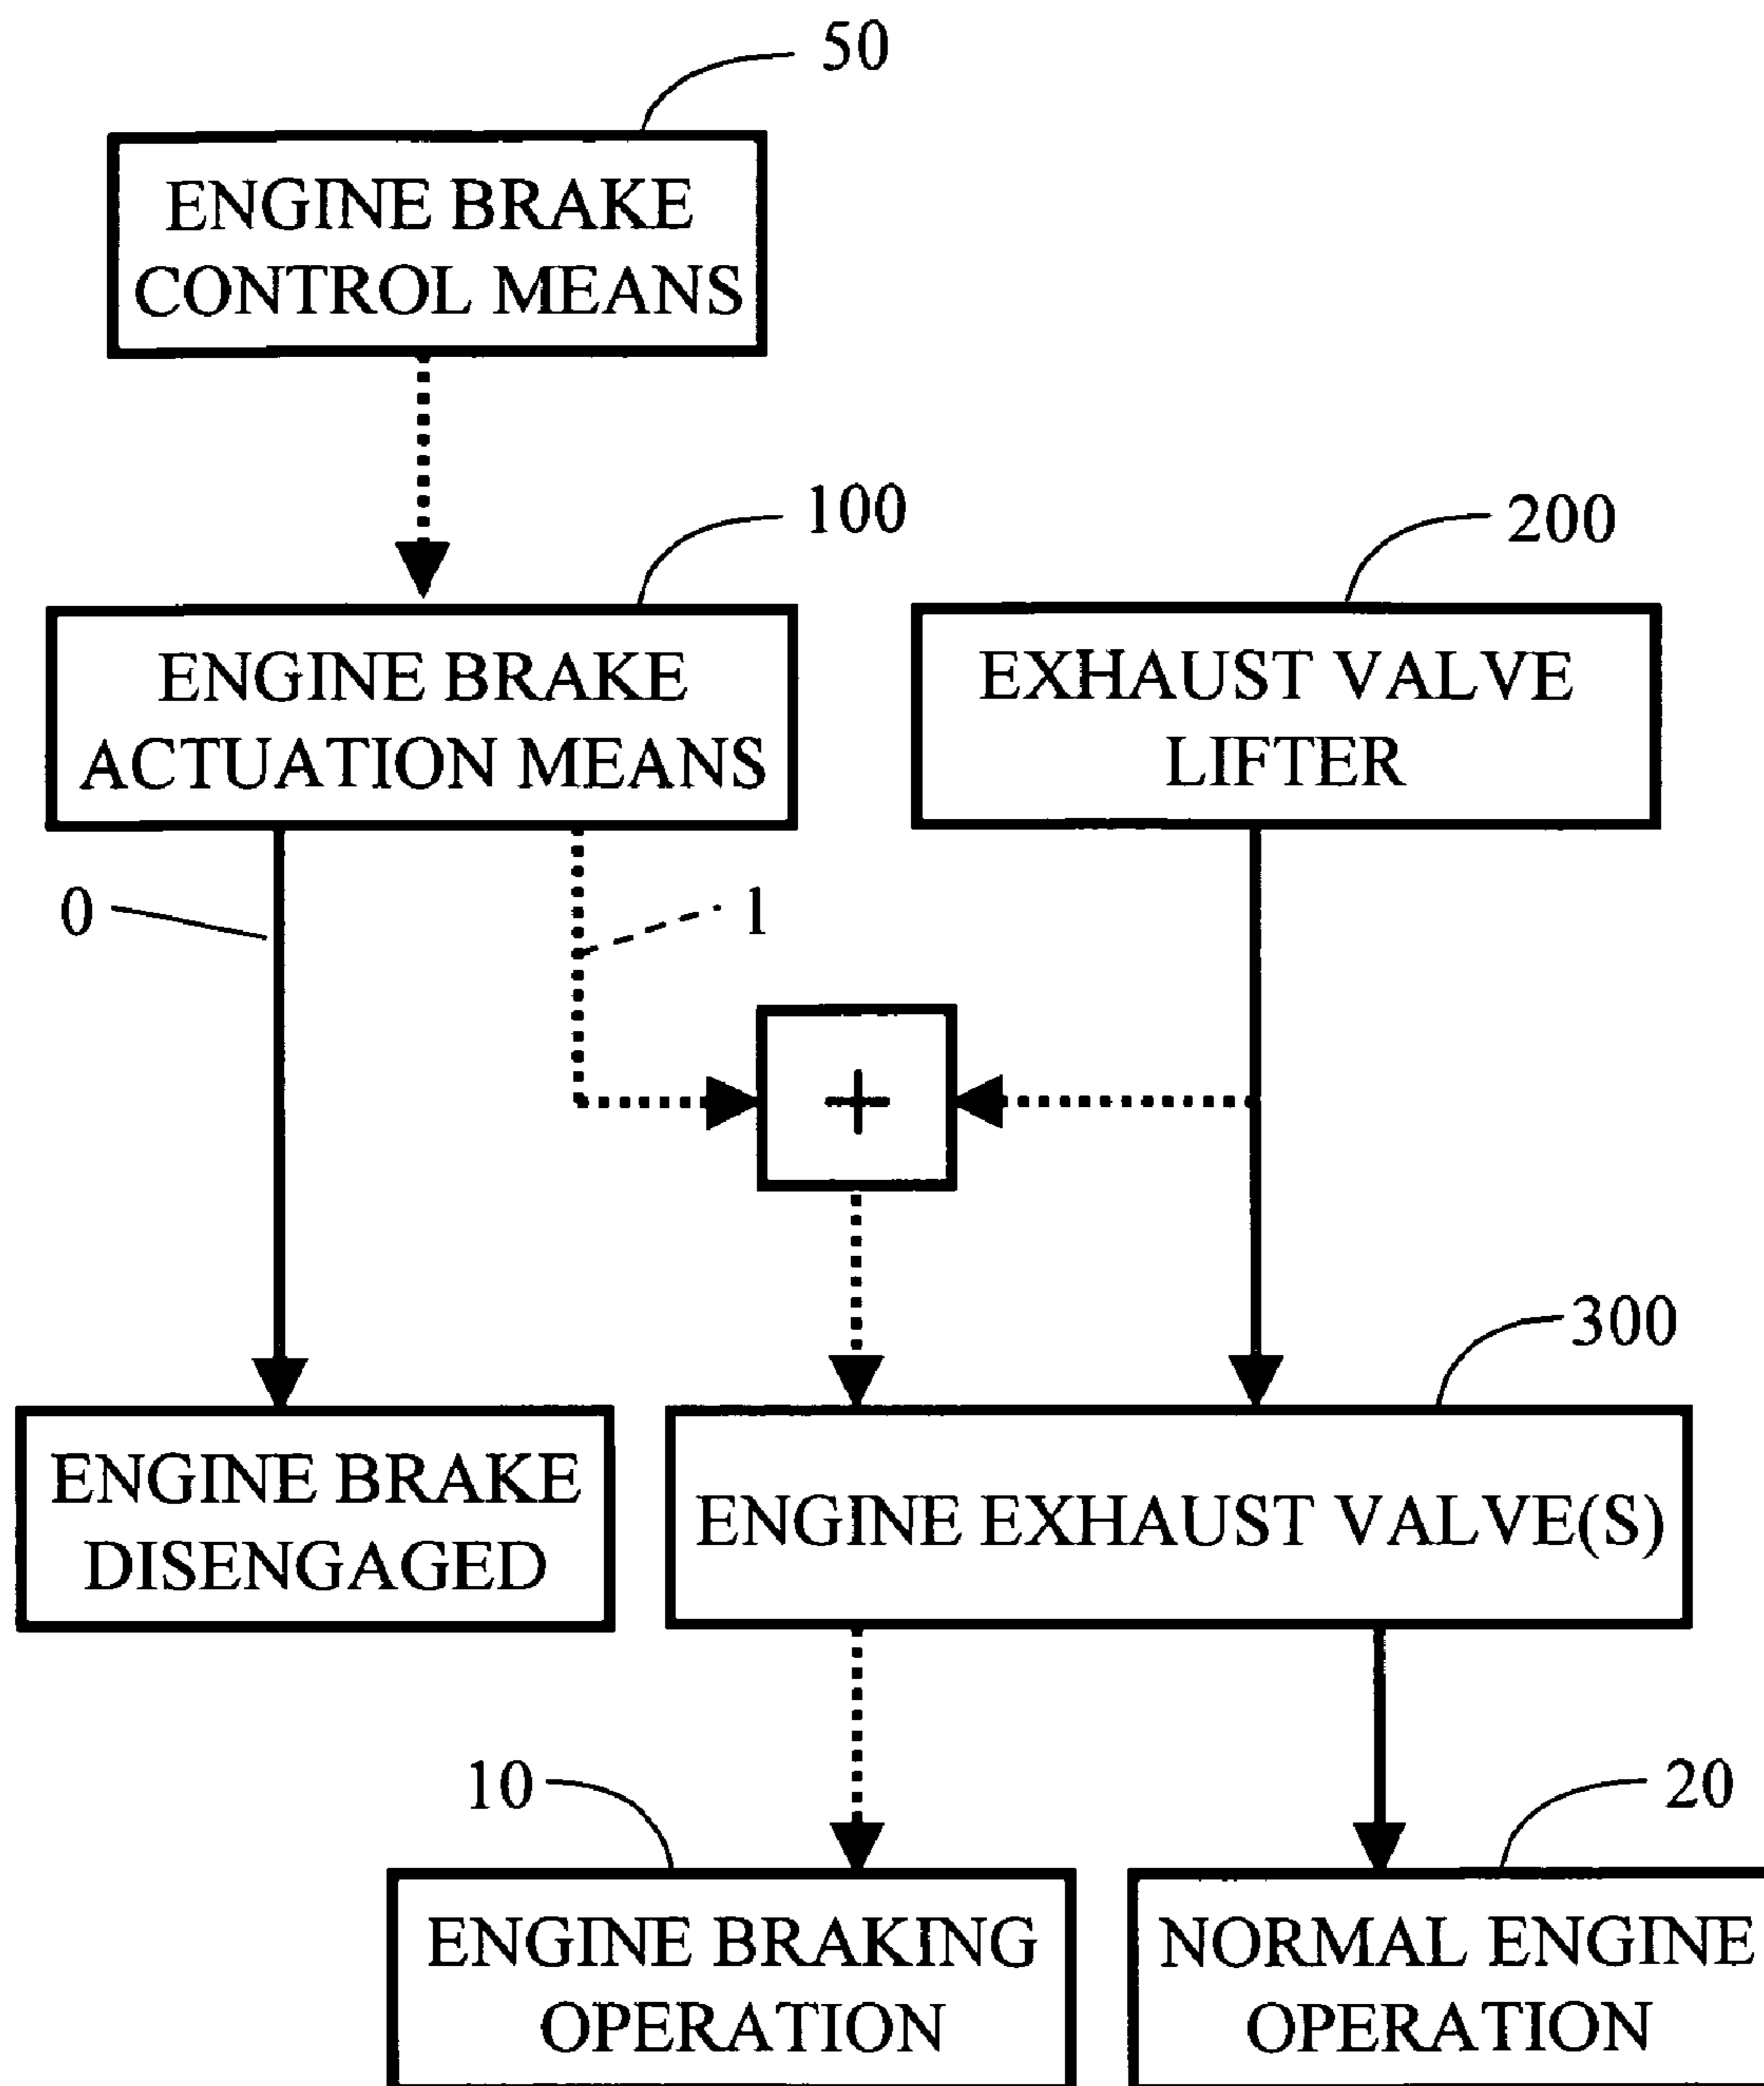 50
ENGINE BRAKE
CONTROL MEANS
100
200
ENGINE BRAKE
ACTUATION MEANS
EXHAUST VALVE
LIFTER
0
1
+
300
ENGINE BRAKE
DISENGAGED
ENGINE EXHAUST VALVE(S)
10
20
ENGINE BRAKING
OPERATION
NORMAL ENGINE
OPERATION